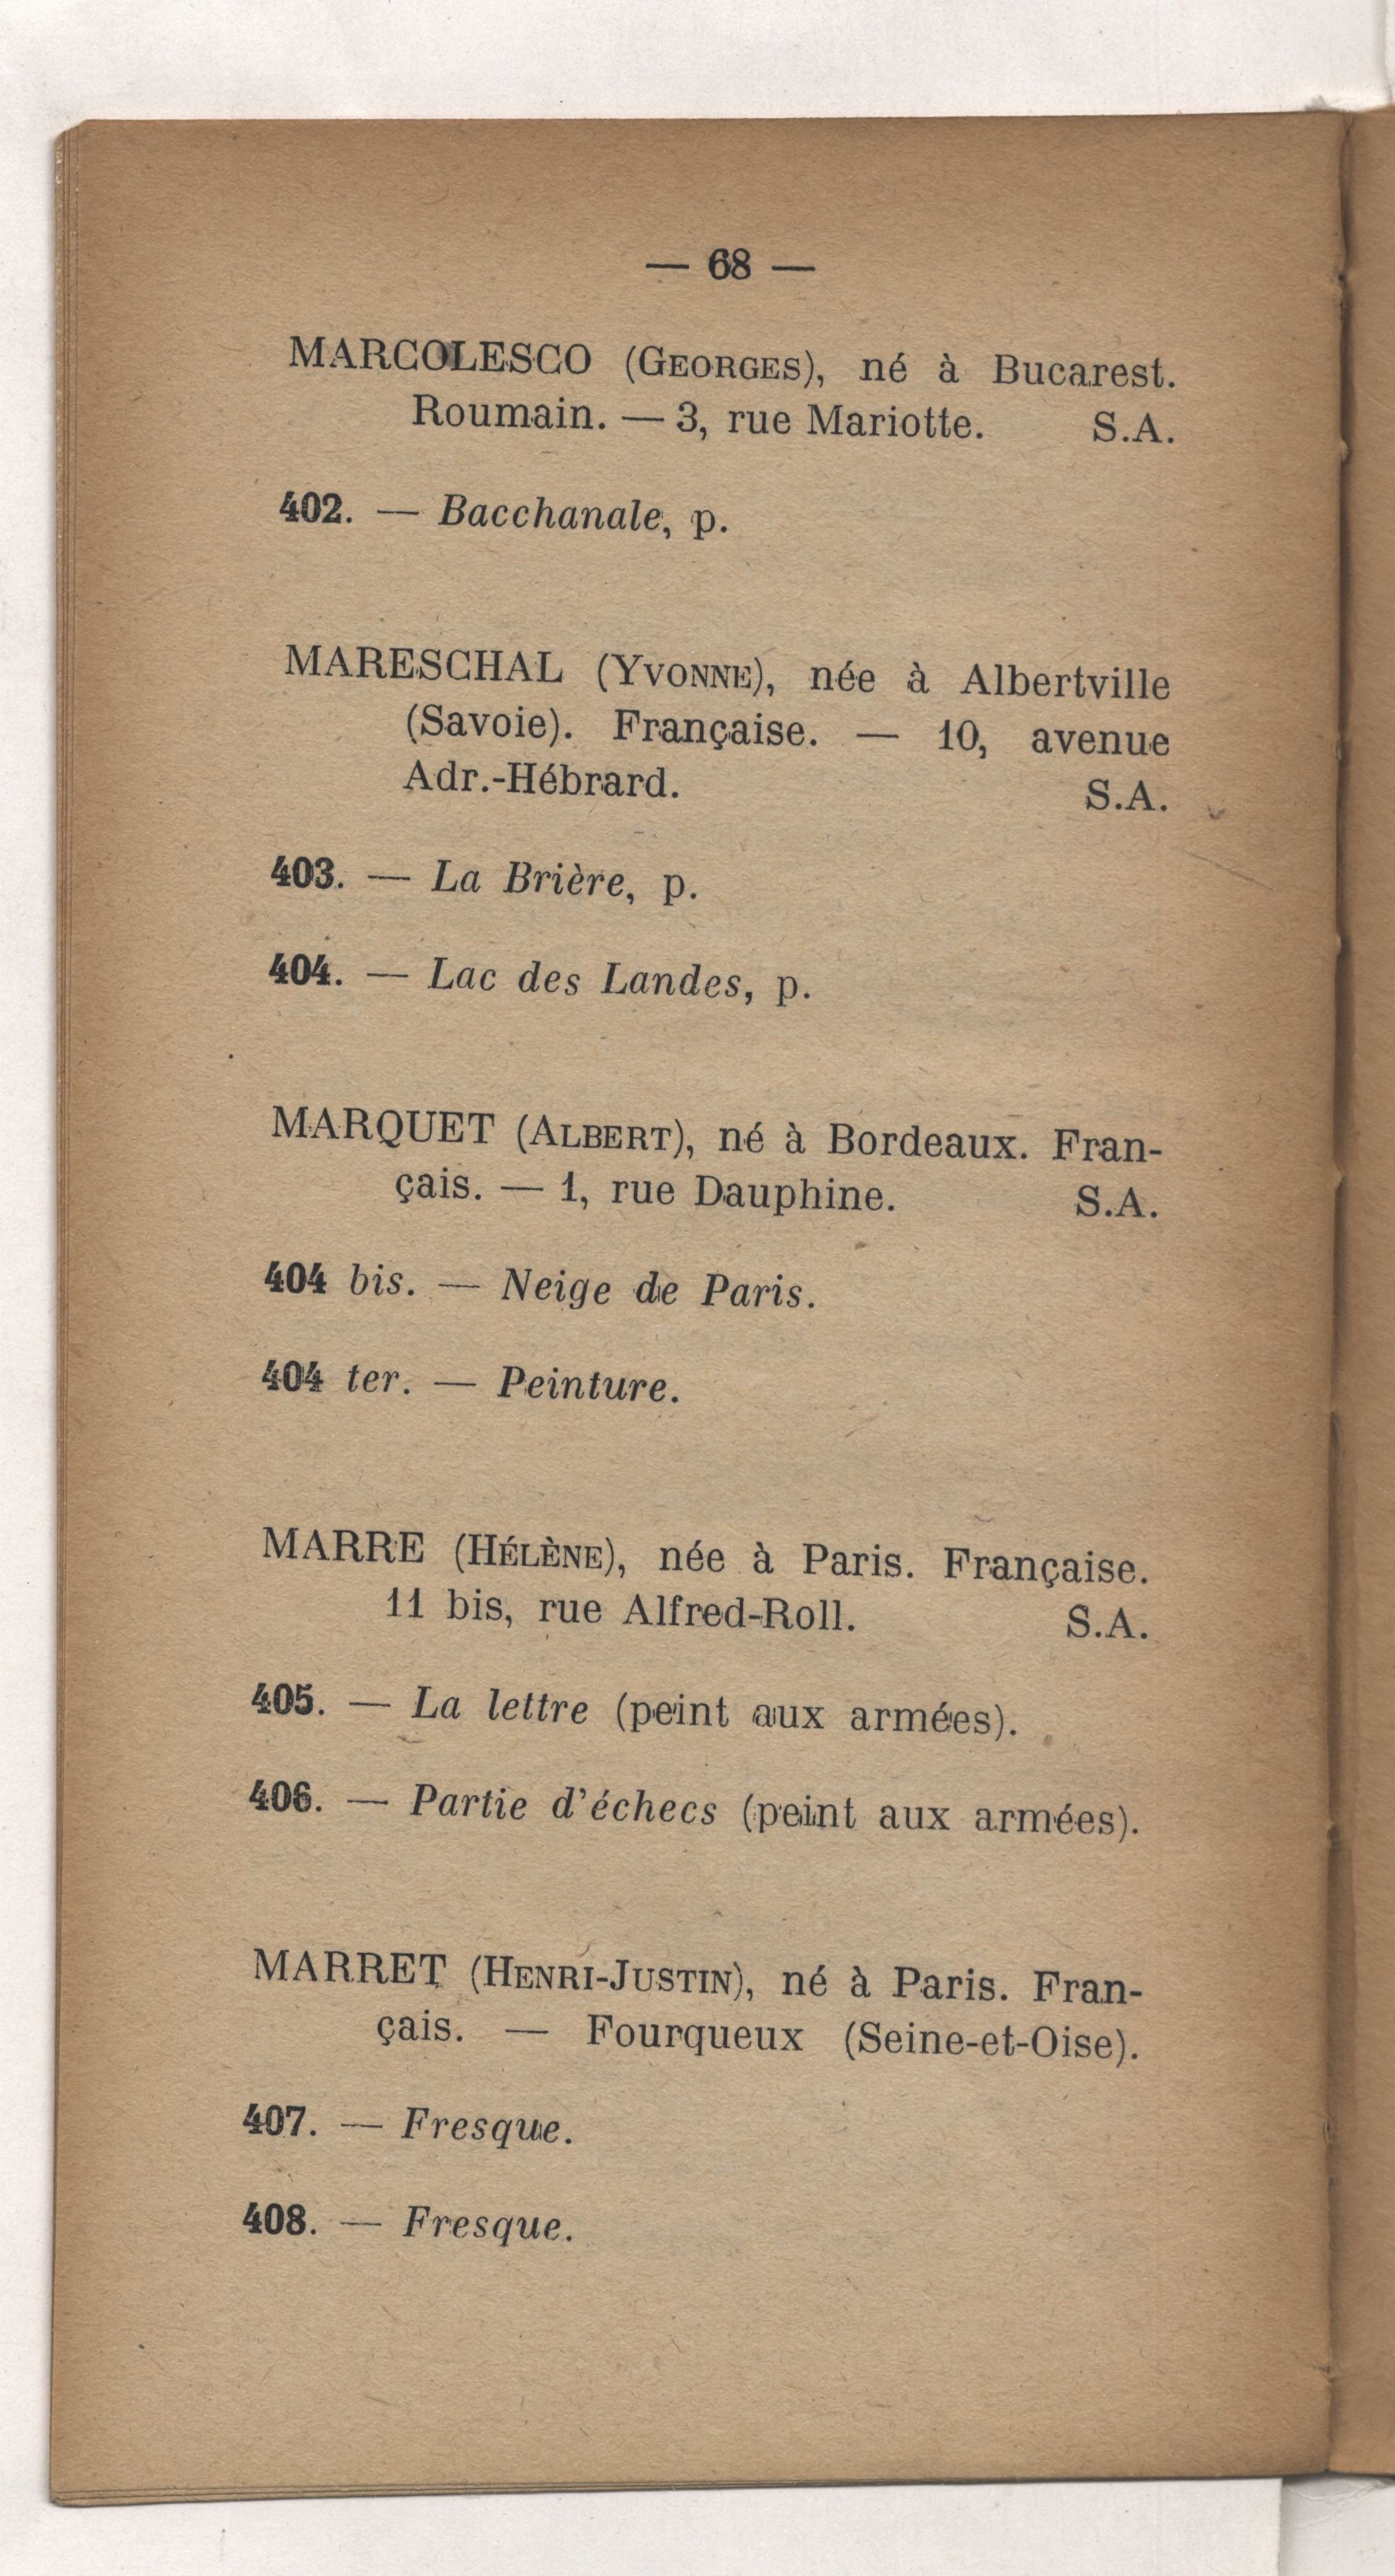 — 68 —
MARCOLESCO (GEORGES), né à Bucarest.
Roumain. — 3, rue Mariotte. S.A.
402. — Bacchanale, p.
MARESCHAL (YVONNE), née à Albertville
(Savoie). Française. — 10, avenue
Adr.-Hébrard. S.A.
403. — La Brière, p.
404. — Lac des Landes, p.
MARQUET (ALBERT), né à Bordeaux. Fran-
çais. — 1, rue Dauphine. S.A.
404 bis. — Neige de Paris.
404 ter. — Peinture.
MARRE (HÉLÈNE), née à Paris. Française.
11 bis, rue Alfred-Roll. S.A.
405. — La lettre (peint aux armées).
406. — Partie d'échecs (peint aux armées).
MARRET (HENRI-JUSTIN), né à Paris. Fran-
çais. — Fourqueux (Seine-et-Oise).
407. — Fresque.
408. — Fresque.